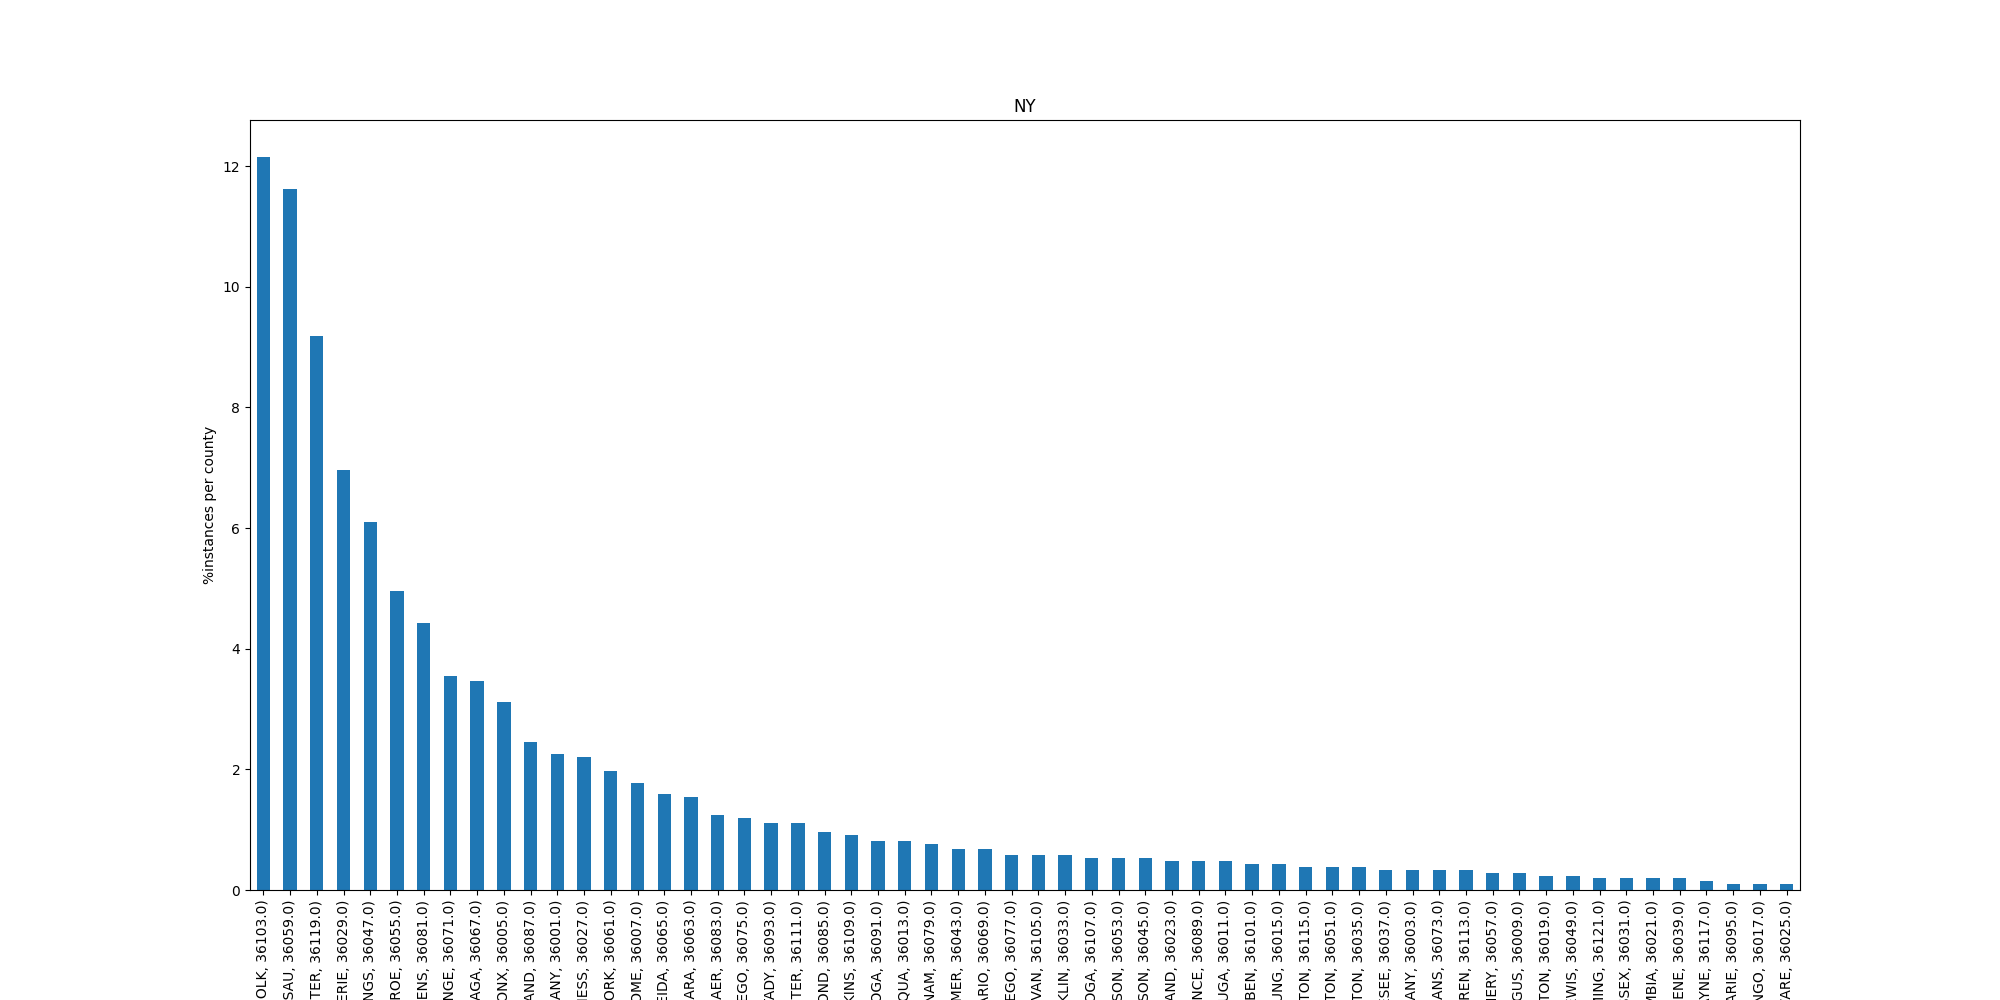 NY
%instances per county
12
10
8
6
4
2
0
OLK, 36103.0)
SAU, 36059.0)
TER, 36119.0)
ERIE, 36029.0)
NGS, 36047.0)
ROE, 36055.0)
ENS, 36081.0)
NGE, 36071.0)
AGA, 36067.0)
ONX, 36005.0)
AND, 36087.0)
ANY, 36001.0)
ESS, 36027.0)
ORK, 36061.0)
OME, 36007.0)
EIDA, 36065.0)
ARA, 36063.0)
AER, 36083.0)
EGO, 36075.0)
ADY, 36093.0)
TER, 36111.0)
OND, 36085.0)
KINS, 36109.0)
OGA, 36091.0)
QUA, 36013.0)
NAM, 36079.0)
MER, 36043.0)
ARIO, 36069.0)
EGO, 36077.0)
VAN, 36105.0)
KLIN, 36033.0)
OGA, 36107.0)
SON, 36053.0)
SON, 36045.0)
AND, 36023.0)
NCE, 36089.0)
UGA, 36011.0)
BEN, 36101.0)
UNG, 36015.0)
TON, 36115.0)
TON, 36051.0)
TON, 36035.0)
ESEE, 36037.0)
ANY, 36003.0)
ANS, 36073.0)
REN, 36113.0)
ERY, 36057.0)
GUS, 36009.0)
TON, 36019.0)
EWIS, 36049.0)
ING, 36121.0)
SSEX, 36031.0)
MBIA, 36021.0)
ENE, 36039.0)
YNE, 36117.0)
ARIE, 36095.0)
NGO, 36017.0)
ARE, 36025.0)